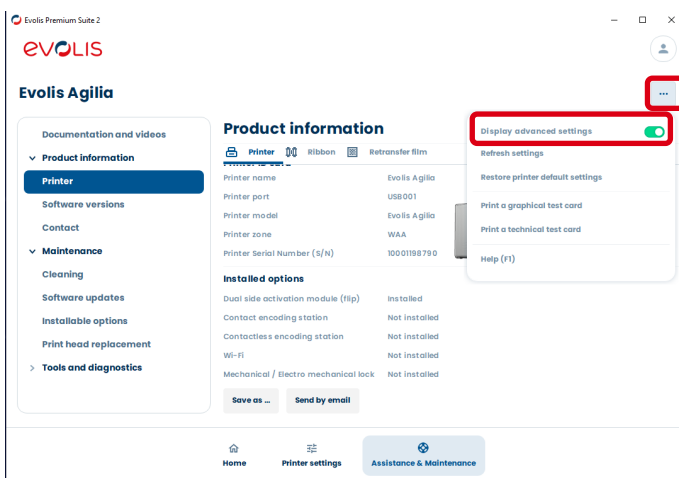 Evolis Premium Suite 2
evolis
Evolis Agilia
...
Documentation and videos
Product information
Printer
Software versions
Contact
Maintenance
Cleaning
Software updates
Installable options
Print head replacement
Tools and diagnostics
Product information
Printer Ribbon Retransfer film
Printer name Evolis Agilia
Printer port USB001
Printer model Evolis Agilia
Printer zone WAA
Printer Serial Number (S/N) 10001198790
Installed options
Dual side activation module (flip) Installed
Contact encoding station Not installed
Contactless encoding station Not installed
Wi-Fi Not installed
Mechanical / Electro mechanical lock Not installed
Save as ... Send by email
Display advanced settings
Refresh settings
Restore printer default settings
Print a graphical test card
Print a technical test card
Help (F1)
Home Printer settings Assistance & Maintenance